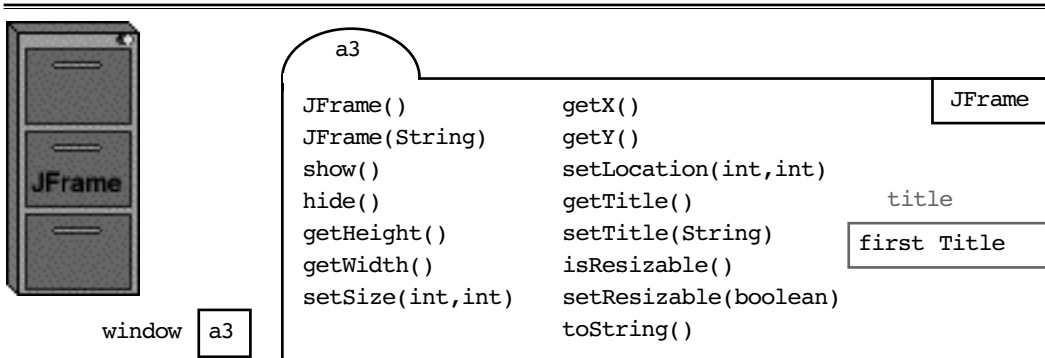 a3
JFrame
JFrame() getX()
JFrame(String) getY()
show() setLocation(int,int)
hide() getTitle()
getHeight() setTitle(String)
getWidth() isResizable()
setSize(int,int) setResizable(boolean)
toString()
title
first Title
JFrame
window a3